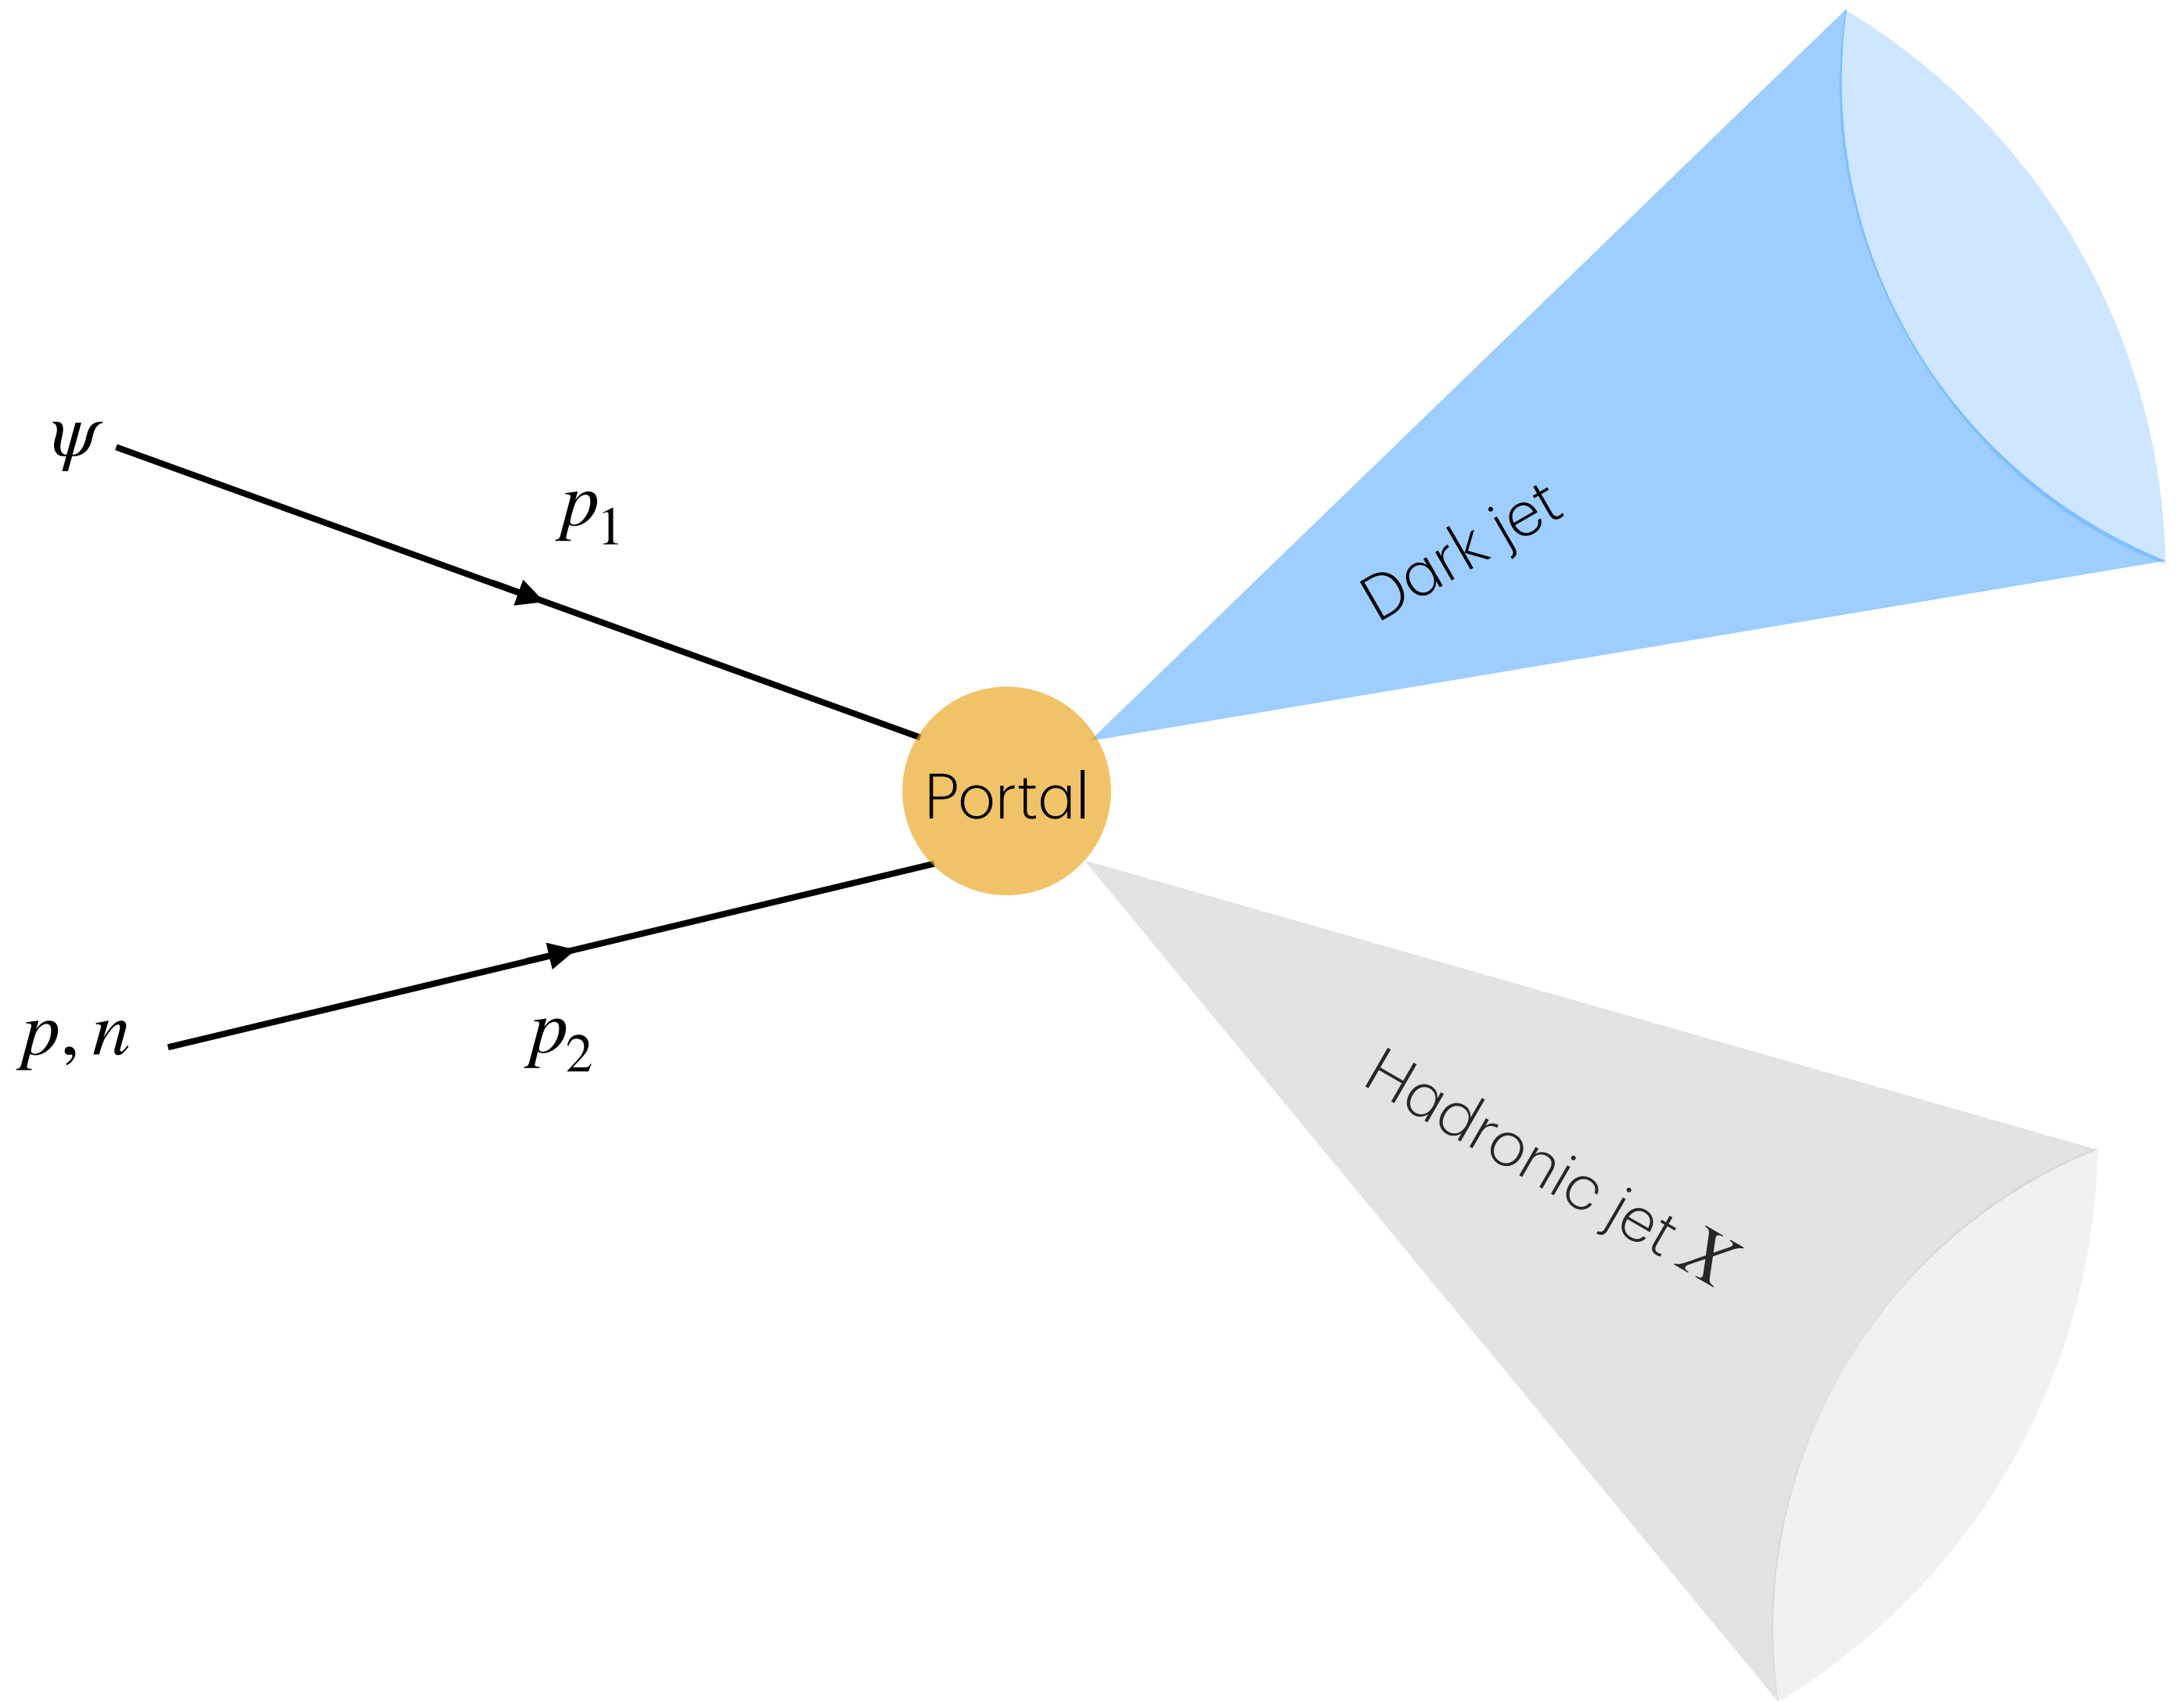 ψ
p₁
Dark jet
Portal
p, n
p₂
Hadronic jet X